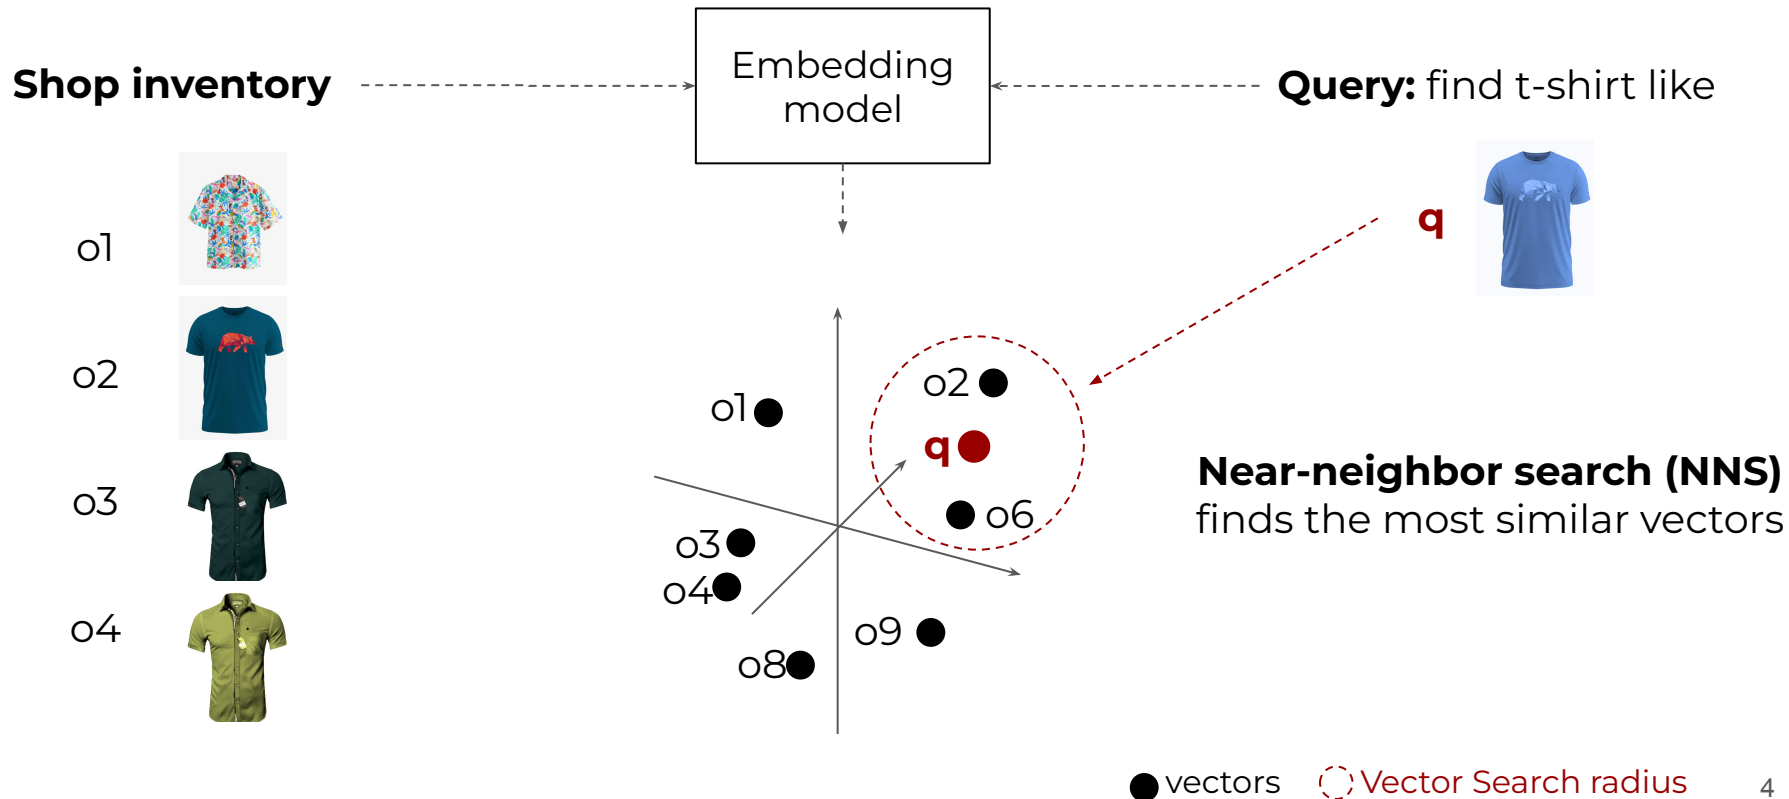 Shop inventory
Embedding
model
Query: find t-shirt like
o1
o2
o3
o4
q
o1
o2
q
o6
o3
o4
o9
o8
Near-neighbor search (NNS)
finds the most similar vectors
vectors
Vector Search radius
4